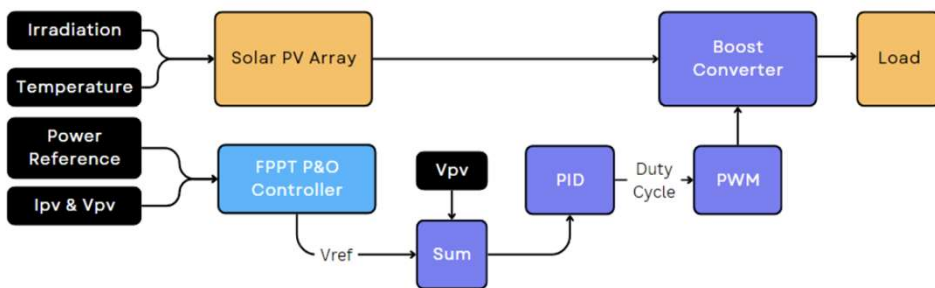 Irradiation
Temperature
Solar PV Array
Boost
Converter
Load
Power
Reference
Ipv & Vpv
FPPT P&O
Controller
Vpv
PID
Duty
Cycle
PWM
Vref
Sum